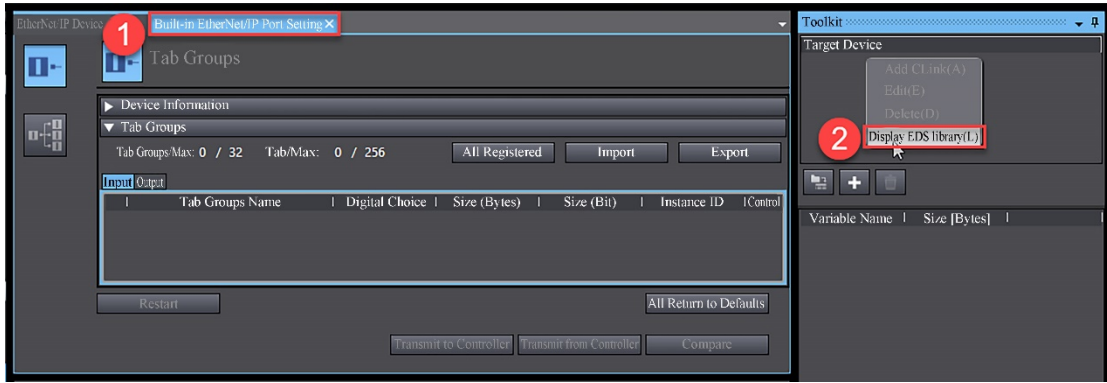 EtherNet/IP Device
Built-in EtherNet/IP Port Setting
Toolkit
1
Tab Groups
Target Device
Add CLink(A)
Edit(E)
Delete(D)
2
Display EDS library(L)
Device Information
Tab Groups
Tab Groups/Max: 0 / 32 Tab/Max: 0 / 256 All Registered Import Export
Input Output
Tab Groups Name Digital Choice Size (Bytes) Size (Bit) Instance ID Control
Variable Name Size [Bytes]
Restart
All Return to Defaults
Transmit to Controller Transmit from Controller Compare